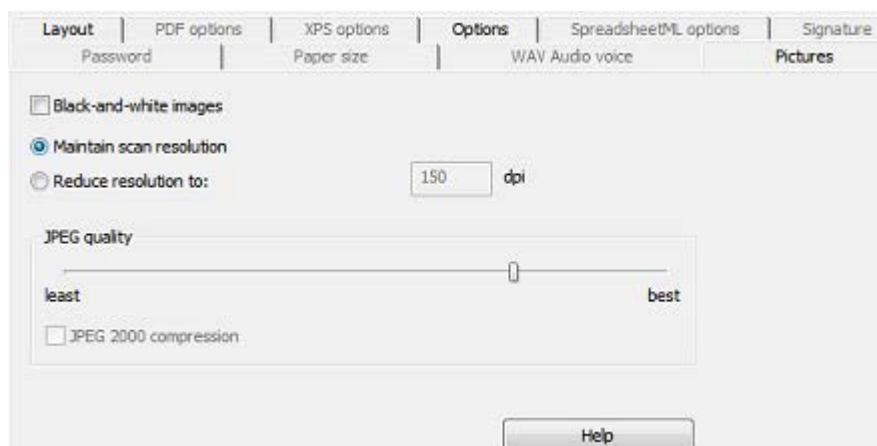 Layout PDF options XPS options Options SpreadsheetML options Signature
Password Paper size WAV Audio voice Pictures
Black-and-white images
Maintain scan resolution
Reduce resolution to: 150 dpi
JPEG quality
least best
JPEG 2000 compression
Help